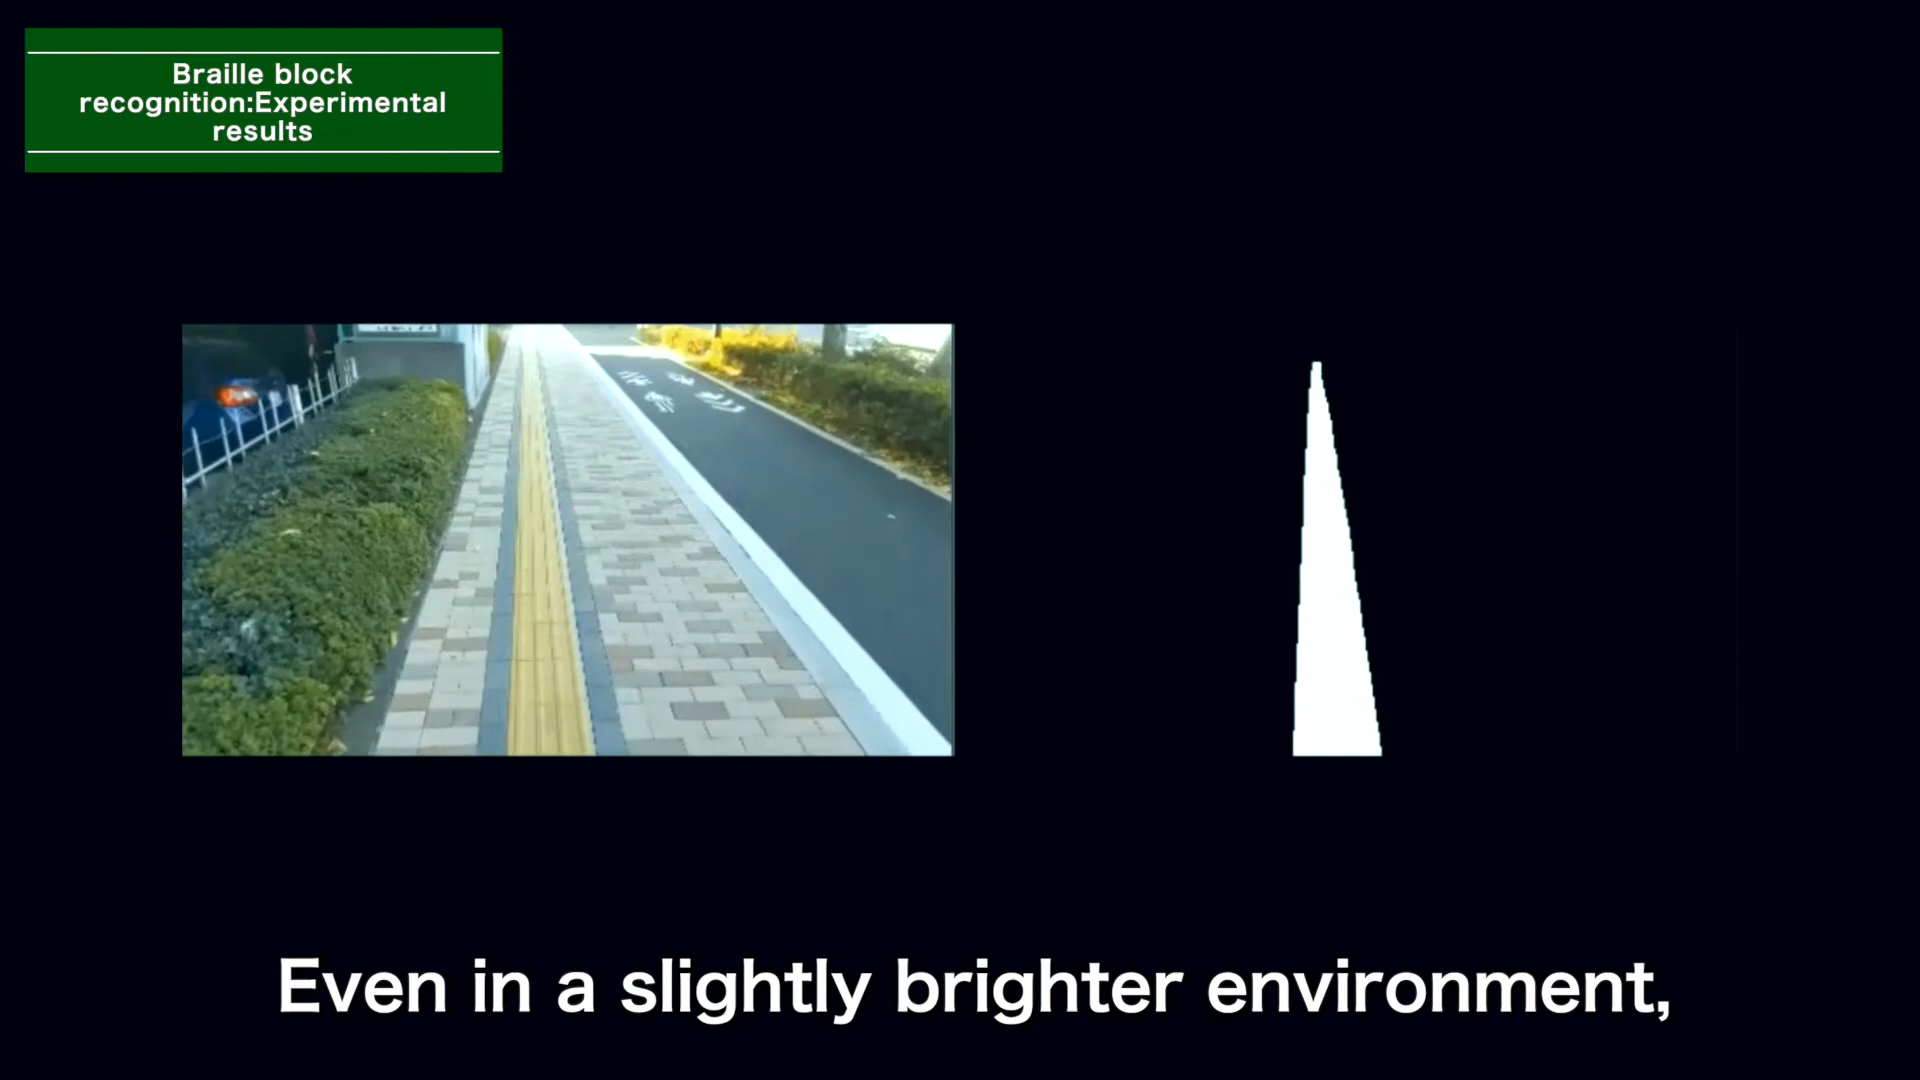 Braille block
recognition:Experimental
results
Even in a slightly brighter environment,